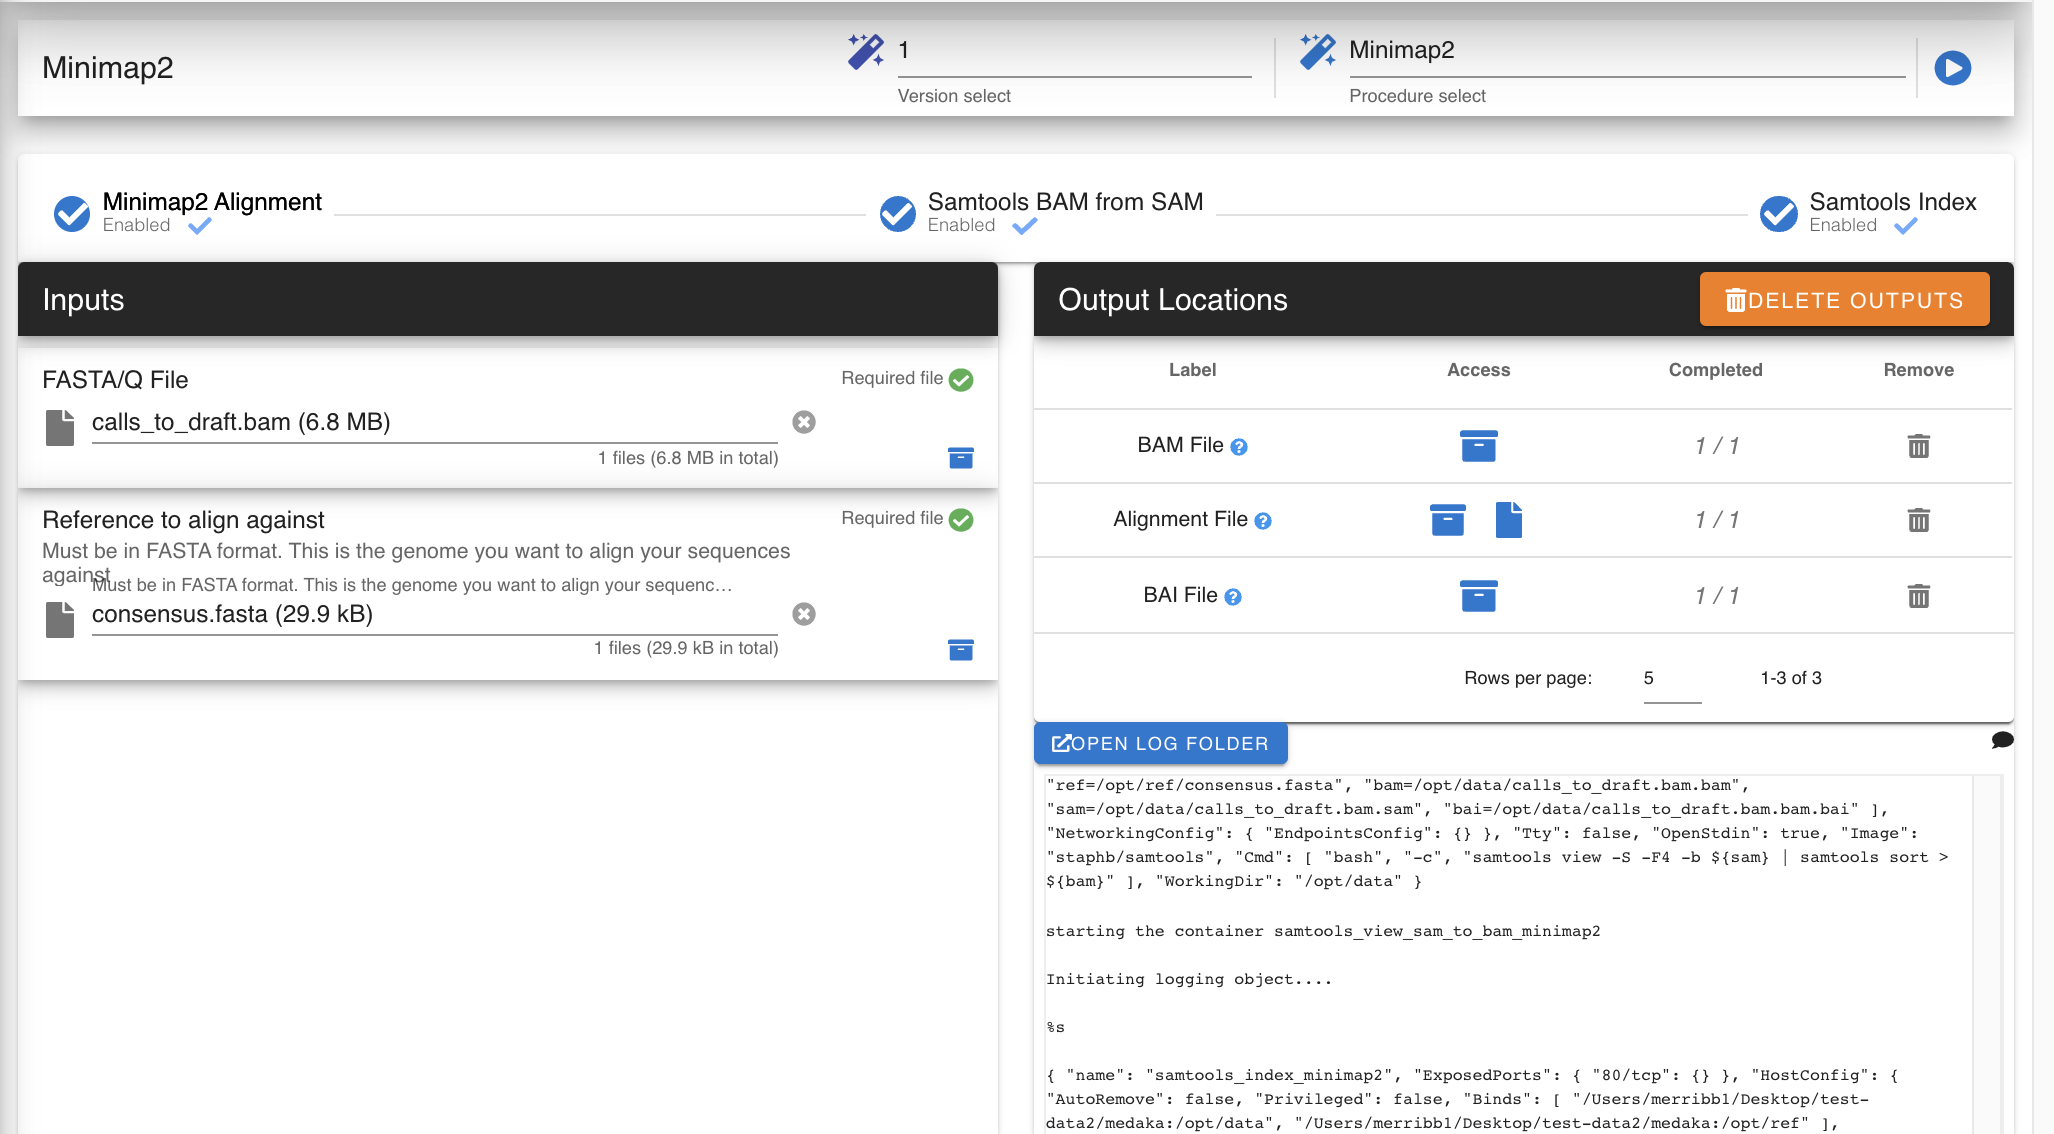 Minimap2
1
Version select
Minimap2
Procedure select
Minimap2 Alignment
Enabled
Samtools BAM from SAM
Enabled
Samtools Index
Enabled
Inputs
FASTA/Q File
Required file
calls_to_draft.bam (6.8 MB)
1 files (6.8 MB in total)
Reference to align against
Required file
Must be in FASTA format. This is the genome you want to align your sequences
against
Must be in FASTA format. This is the genome you want to align your sequenc...
consensus.fasta (29.9 kB)
1 files (29.9 kB in total)
Output Locations
DELETE OUTPUTS
Label Access Completed Remove
BAM File ? 1 / 1
Alignment File ? 1 / 1
BAI File ? 1 / 1
Rows per page: 5 1-3 of 3
OPEN LOG FOLDER
"ref=/opt/ref/consensus.fasta", "bam=/opt/data/calls_to_draft.bam.bam",
"sam=/opt/data/calls_to_draft.bam.sam", "bai=/opt/data/calls_to_draft.bam.bam.bai" ],
"NetworkingConfig": { "EndpointsConfig": {} }, "Tty": false, "OpenStdin": true, "Image":
"staphb/samtools", "Cmd": [ "bash", "-c", "samtools view -S -F4 -b ${sam} | samtools sort >
${bam}" ], "WorkingDir": "/opt/data" }
starting the container samtools_view_sam_to_bam_minimap2
Initiating logging object....
%s
{ "name": "samtools_index_minimap2", "ExposedPorts": { "80/tcp": {} }, "HostConfig": {
"AutoRemove": false, "Privileged": false, "Binds": [ "/Users/merribb1/Desktop/test-
data2/medaka:/opt/data", "/Users/merribb1/Desktop/test-data2/medaka:/opt/ref" ],